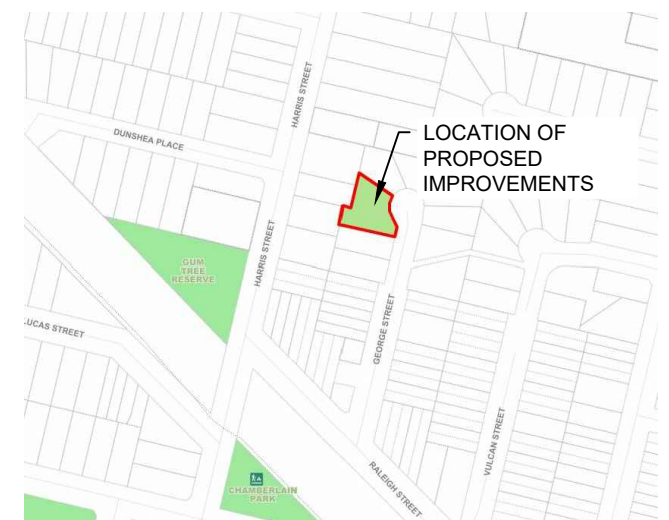 HARRIS STREET
LOCATION OF
PROPOSED
IMPROVEMENTS
DUNSHEA PLACE
HARRIS STREET
GUM
TREE
RESERVE
LUCAS STREET
GEORGE STREET
VULCAN STREET
RALEIGH STREET
CHAMBERLAIN
PARK